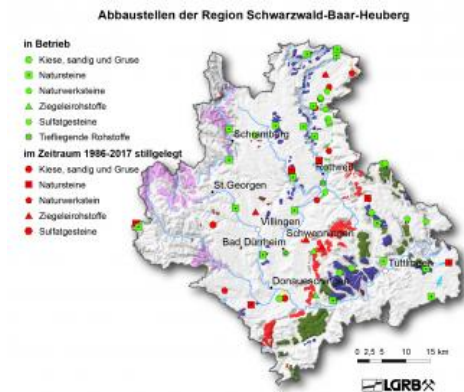 Abbaustellen der Region Schwarzwald-Baar-Heuberg
in Betrieb
Kiese, sandig und Gruse
Natursteine
Naturwerksteine
Ziegeleirohstoffe
Sulfatgesteine
Tiefliegende Rohstoffe
im Zeitraum 1986-2017 stillgelegt
Kiese, sandig und Gruse
Natursteine
Naturwerkstein
Ziegeleirohstoffe
Sulfatgesteine
Schramberg
Rottweil
St.Georgen
Villingen
Schwenningen
Bad Dürrheim
Tuttlingen
Donaueschingen
0 2,5 5 10 15 km
LGRB